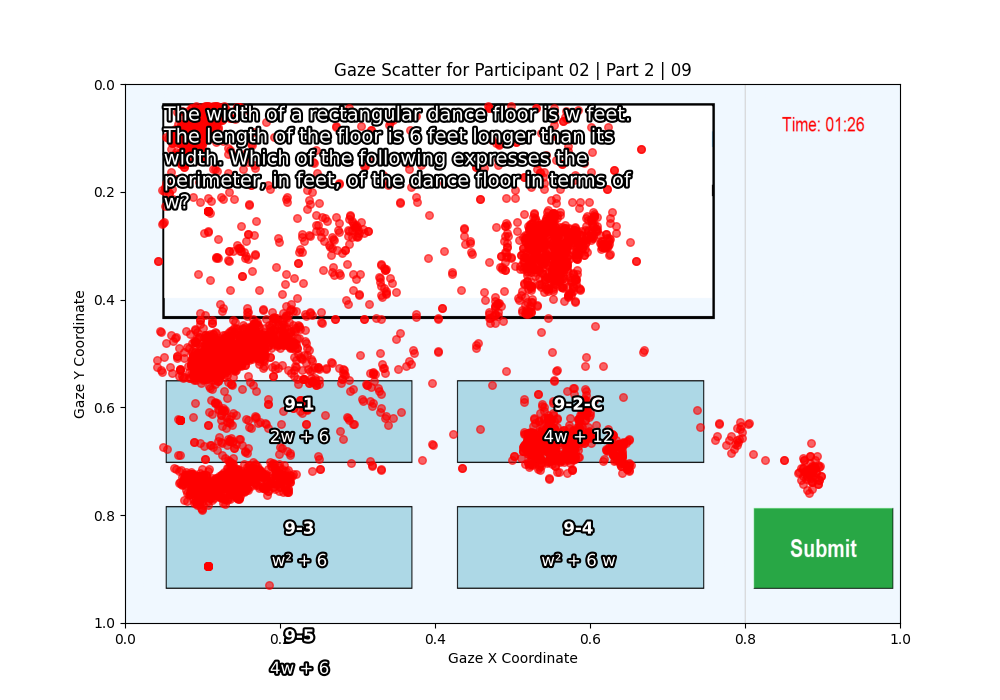 Gaze Scatter for Participant 02 | Part 2 | 09
0.0
0.2
0.4
0.6
0.8
1.0
Gaze Y Coordinate
The width of a rectangular dance floor is w feet.
The length of the floor is 6 feet longer than its
width. Which of the following expresses the
perimeter, in feet, of the dance floor in terms of
w?
Time: 01:26
9-1
2w + 6
9-2-C
4w + 12
9-3
w² + 6
9-4
w² + 6 w
Submit
0.0
0.2
0.4
0.6
0.8
1.0
9-5
4w + 6
Gaze X Coordinate